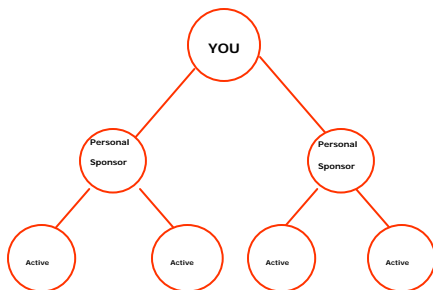 YOU
Personal
Sponsor
Personal
Sponsor
Active
Active
Active
Active